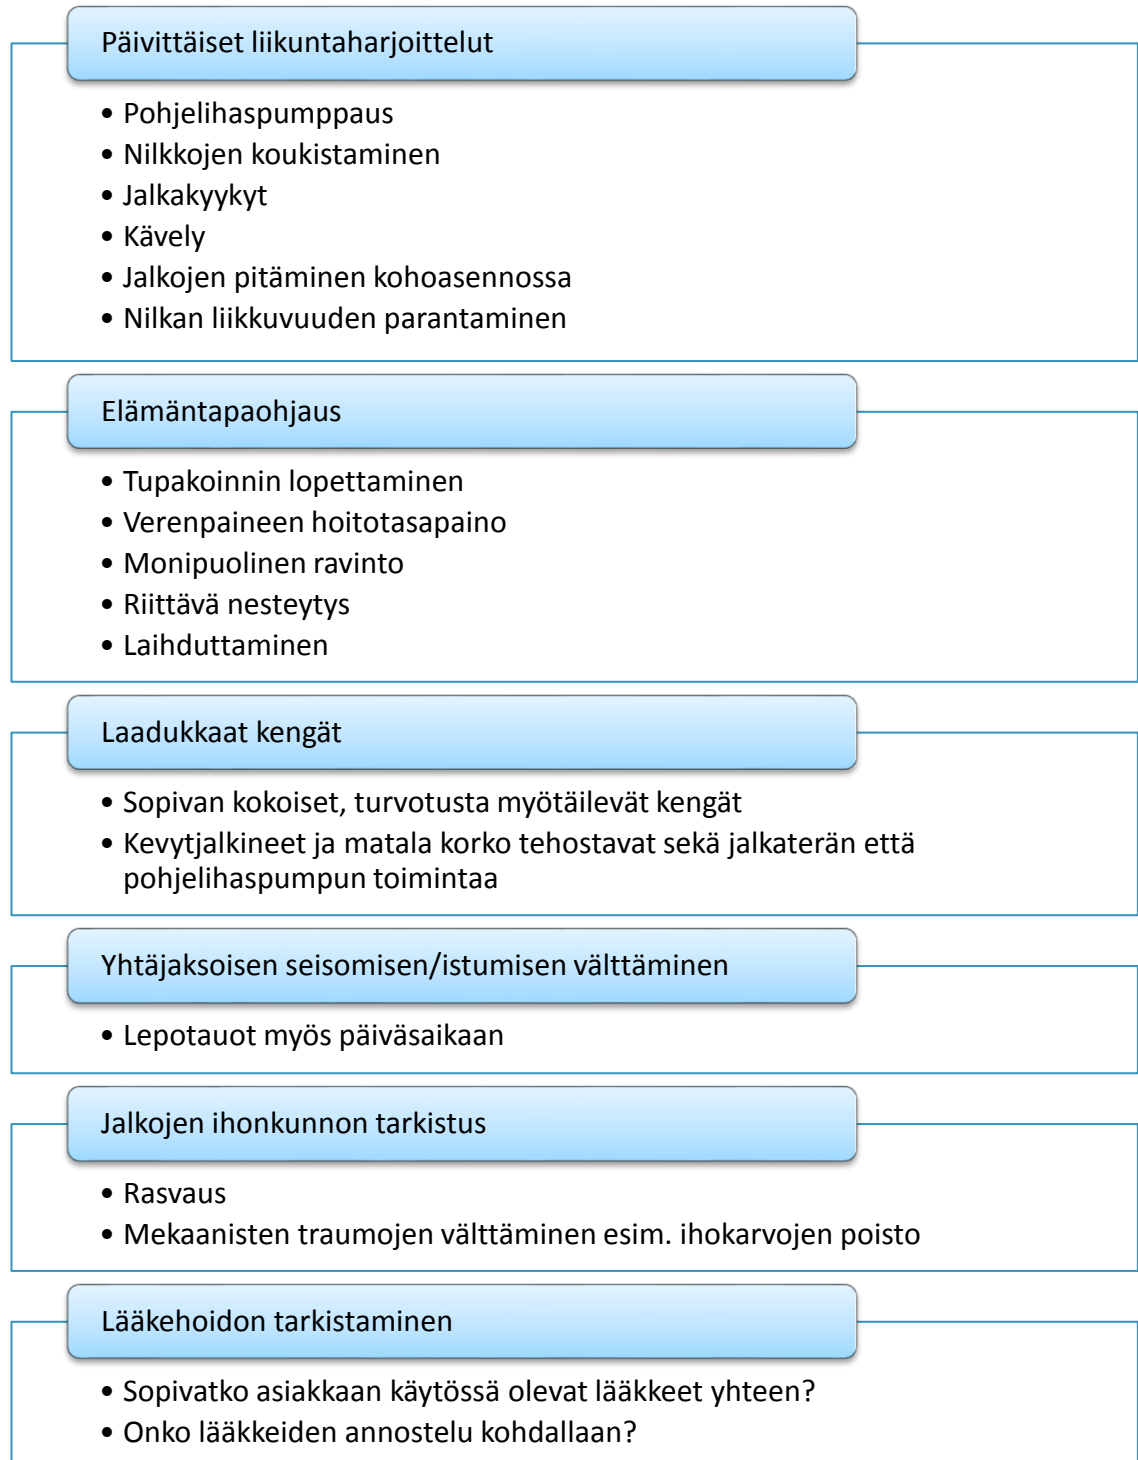 Päivittäiset liikuntaharjoittelut
• Pohjelihaspumppaus
• Nilkkojen koukistaminen
• Jalkakyykyt
• Kävely
• Jalkojen pitäminen kohoasennossa
• Nilkan liikkuvuuden parantaminen
Elämäntapaohjaus
• Tupakoinnin lopettaminen
• Verenpaineen hoitotasapaino
• Monipuolinen ravinto
• Riittävä nesteytys
• Laihduttaminen
Laadukkaat kengät
• Sopivan kokoiset, turvotusta myötäilevät kengät
• Kevytjalkineet ja matala korko tehostavat sekä jalkaterän että
pohjelihaspumpun toimintaa
Yhtäjaksoisen seisomisen/istumisen välttäminen
• Lepotauot myös päiväsaikaan
Jalkojen ihonkunnon tarkistus
• Rasvaus
• Mekaanisten traumojen välttäminen esim. ihokarvojen poisto
Lääkehoidon tarkistaminen
• Sopivatko asiakkaan käytössä olevat lääkkeet yhteen?
• Onko lääkkeiden annostelu kohdallaan?